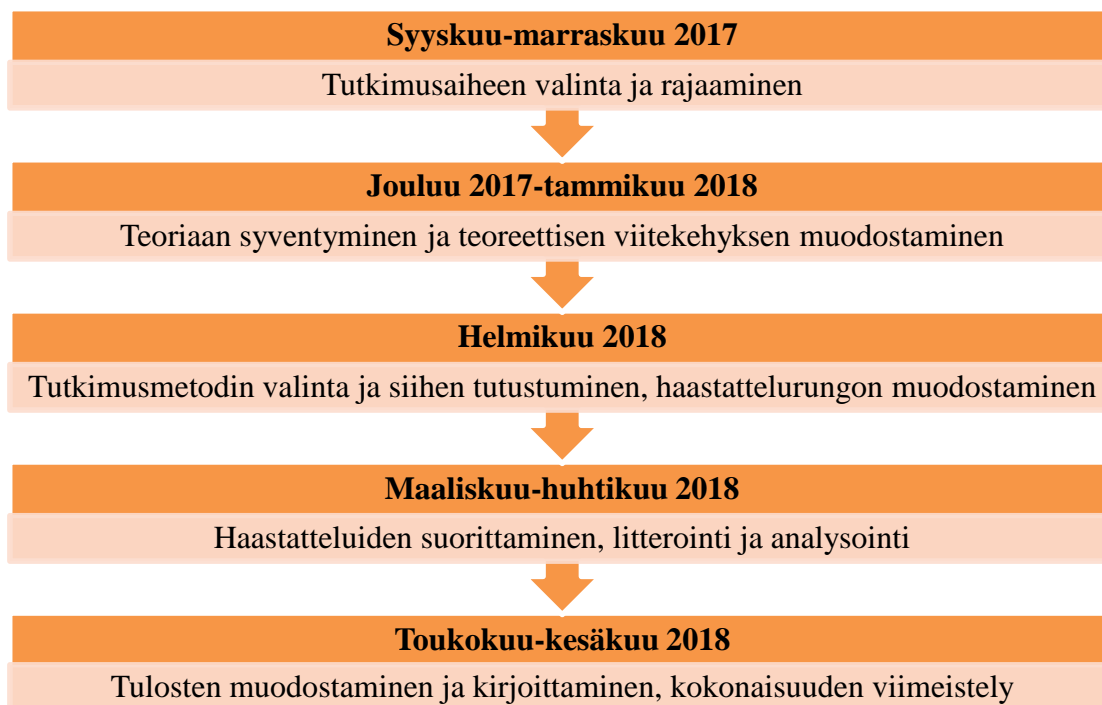 Syyskuu-marraskuu 2017
Tutkimusaiheen valinta ja rajaaminen
Jouluu 2017-tammikuu 2018
Teoriaan syventyminen ja teoreettisen viitekehyksen muodostaminen
Helmikuu 2018
Tutkimusmetodin valinta ja siihen tutustuminen, haastattelurungon muodostaminen
Maaliskuu-huhtikuu 2018
Haastatteluiden suorittaminen, litterointi ja analysointi
Toukokuu-kesäkuu 2018
Tulosten muodostaminen ja kirjoittaminen, kokonaisuuden viimeistely